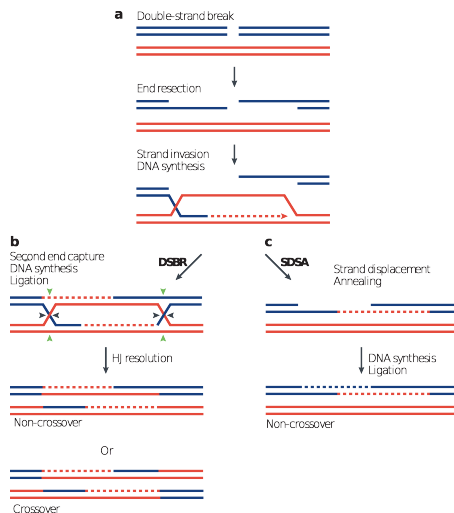 a
Double-strand break
End resection
Strand invasion
DNA synthesis
b
Second end capture
DNA synthesis
Ligation
DSBR
HJ resolution
Non-crossover
Or
Crossover
c
SDSA
Strand displacement
Annealing
DNA synthesis
Ligation
Non-crossover